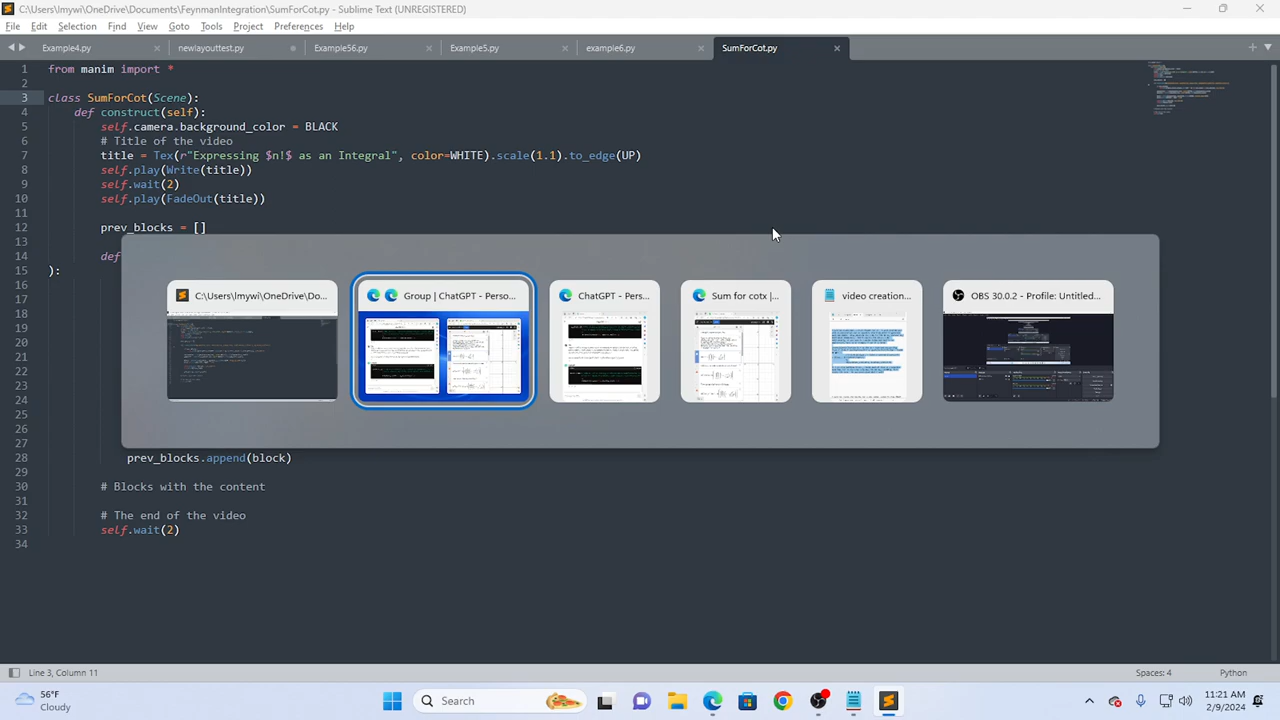 C:\Users\lmywi\OneDrive\Documents\FeynmanIntegration\SumForCot.py - Sublime Text (UNREGISTERED)
File Edit Selection Find View Goto Tools Project Preferences Help
Example4.py newlayouttest.py Example56.py Example5.py example6.py SumForCot.py
1 from manim import *
2
3 class SumForCot(Scene):
4 def construct(self):
5 self.camera.background_color = BLACK
6 # Title of the video
7 title = Tex(r"Expressing $n!$ as an Integral", color=WHITE).scale(1.1).to_edge(UP)
8 self.play(Write(title))
9 self.wait(2)
10 self.play(FadeOut(title))
11
12 prev_blocks = []
13
14 def
15 ):
16
C:\Users\lmywi\OneDrive\Do... Group | ChatGPT - Perso... ChatGPT - Pers... Sum for cotx |... video creation... OBS 30.0.2 - Profile: Untitled...
17
18
19
20
21
22
23
24
25
26
27
28 prev_blocks.append(block)
29
30 # Blocks with the content
31
32 # The end of the video
33 self.wait(2)
34
Line 3, Column 11 Spaces: 4 Python
56°F
Cloudy
Search
11:21 AM
2/9/2024